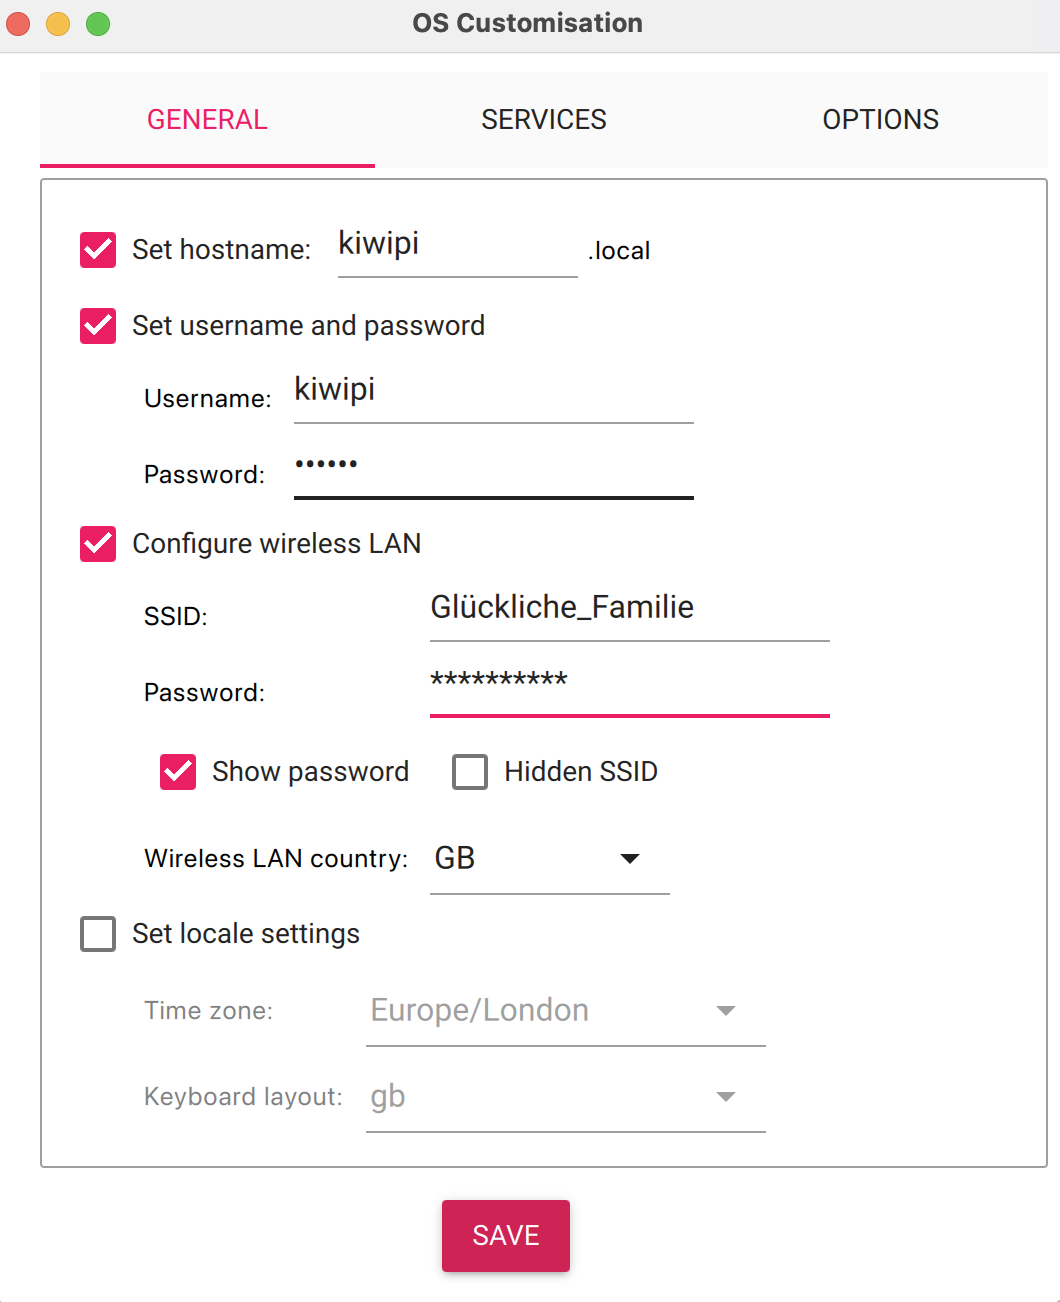 OS Customisation
GENERAL SERVICES OPTIONS
Set hostname: kiwipi .local
Set username and password
Username: kiwipi
Password: ••••••
Configure wireless LAN
SSID: Glückliche_Familie
Password: **********
Show password Hidden SSID
Wireless LAN country: GB
Set locale settings
Time zone: Europe/London
Keyboard layout: gb
SAVE